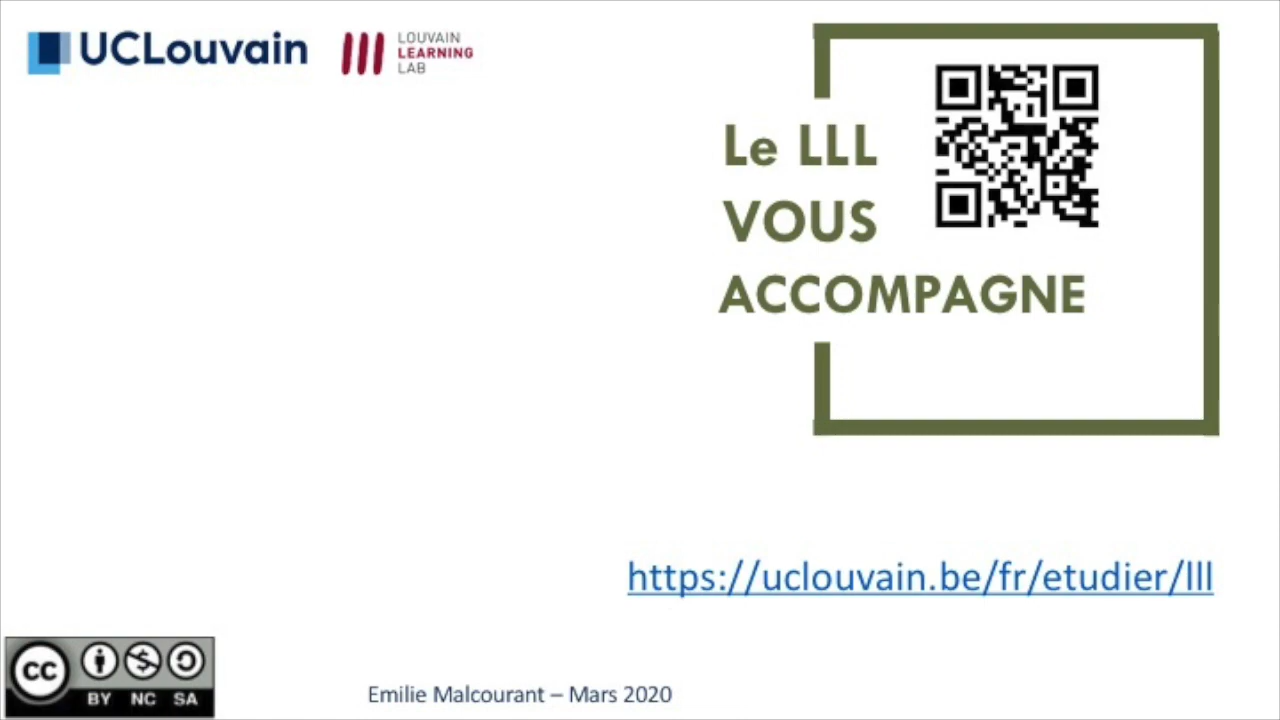 UCLouvain
LOUVAIN
LEARNING
LAB
Le LLL
VOUS
ACCOMPAGNE
https://uclouvain.be/fr/etudier/lll
cc
BY NC SA
Emilie Malcourant – Mars 2020